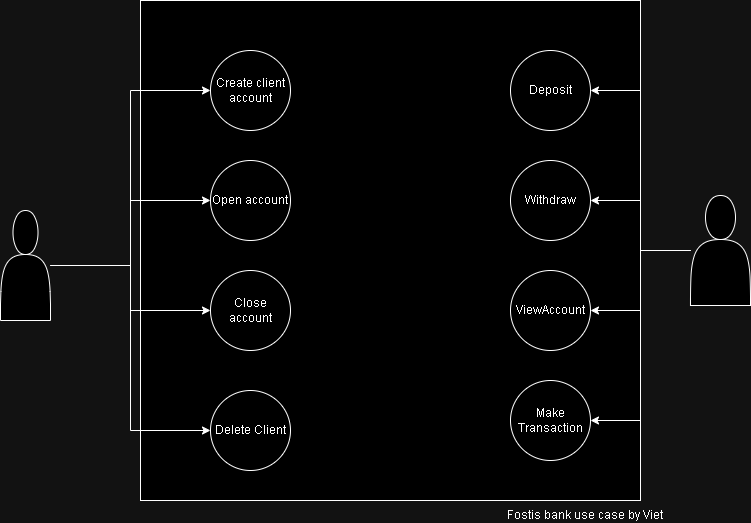 Create client
account
Open account
Close
account
Delete Client
Deposit
Withdraw
ViewAccount
Make
Transaction
Fostis bank use case by Viet